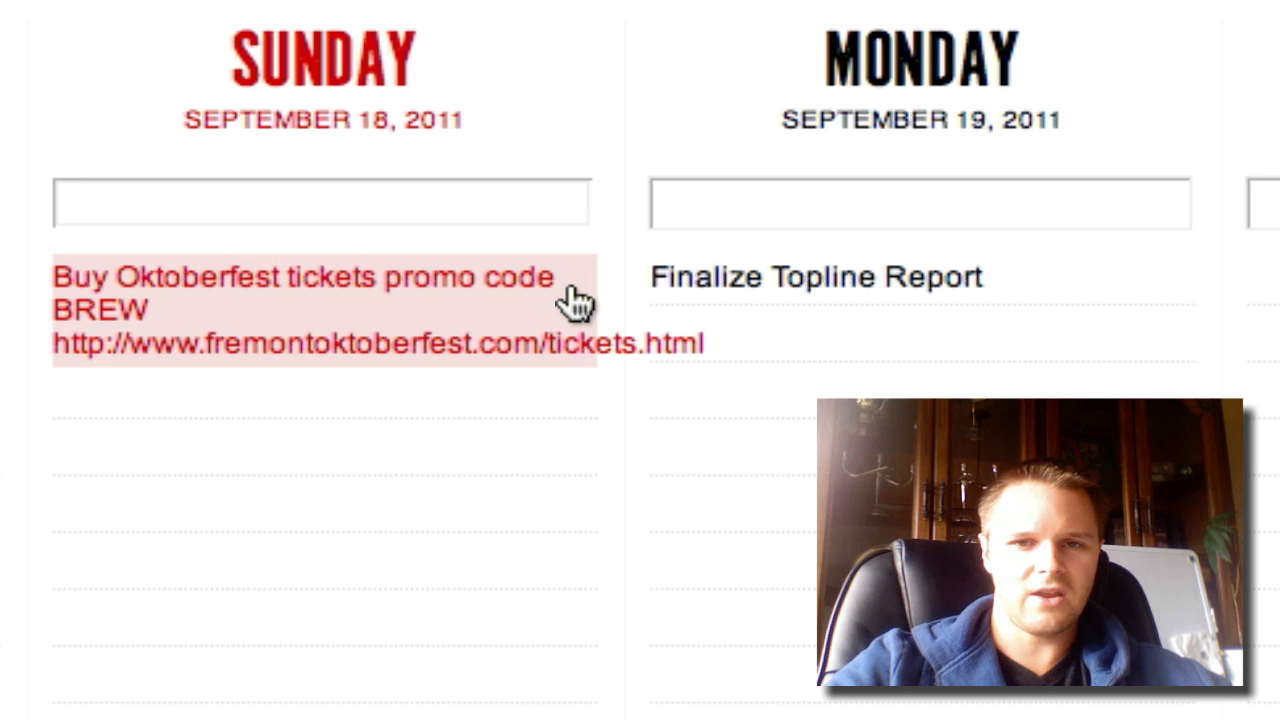 SUNDAY
SEPTEMBER 18, 2011
Buy Oktoberfest tickets promo code
BREW
http://www.fremontoktoberfest.com/tickets.html
MONDAY
SEPTEMBER 19, 2011
Finalize Topline Report